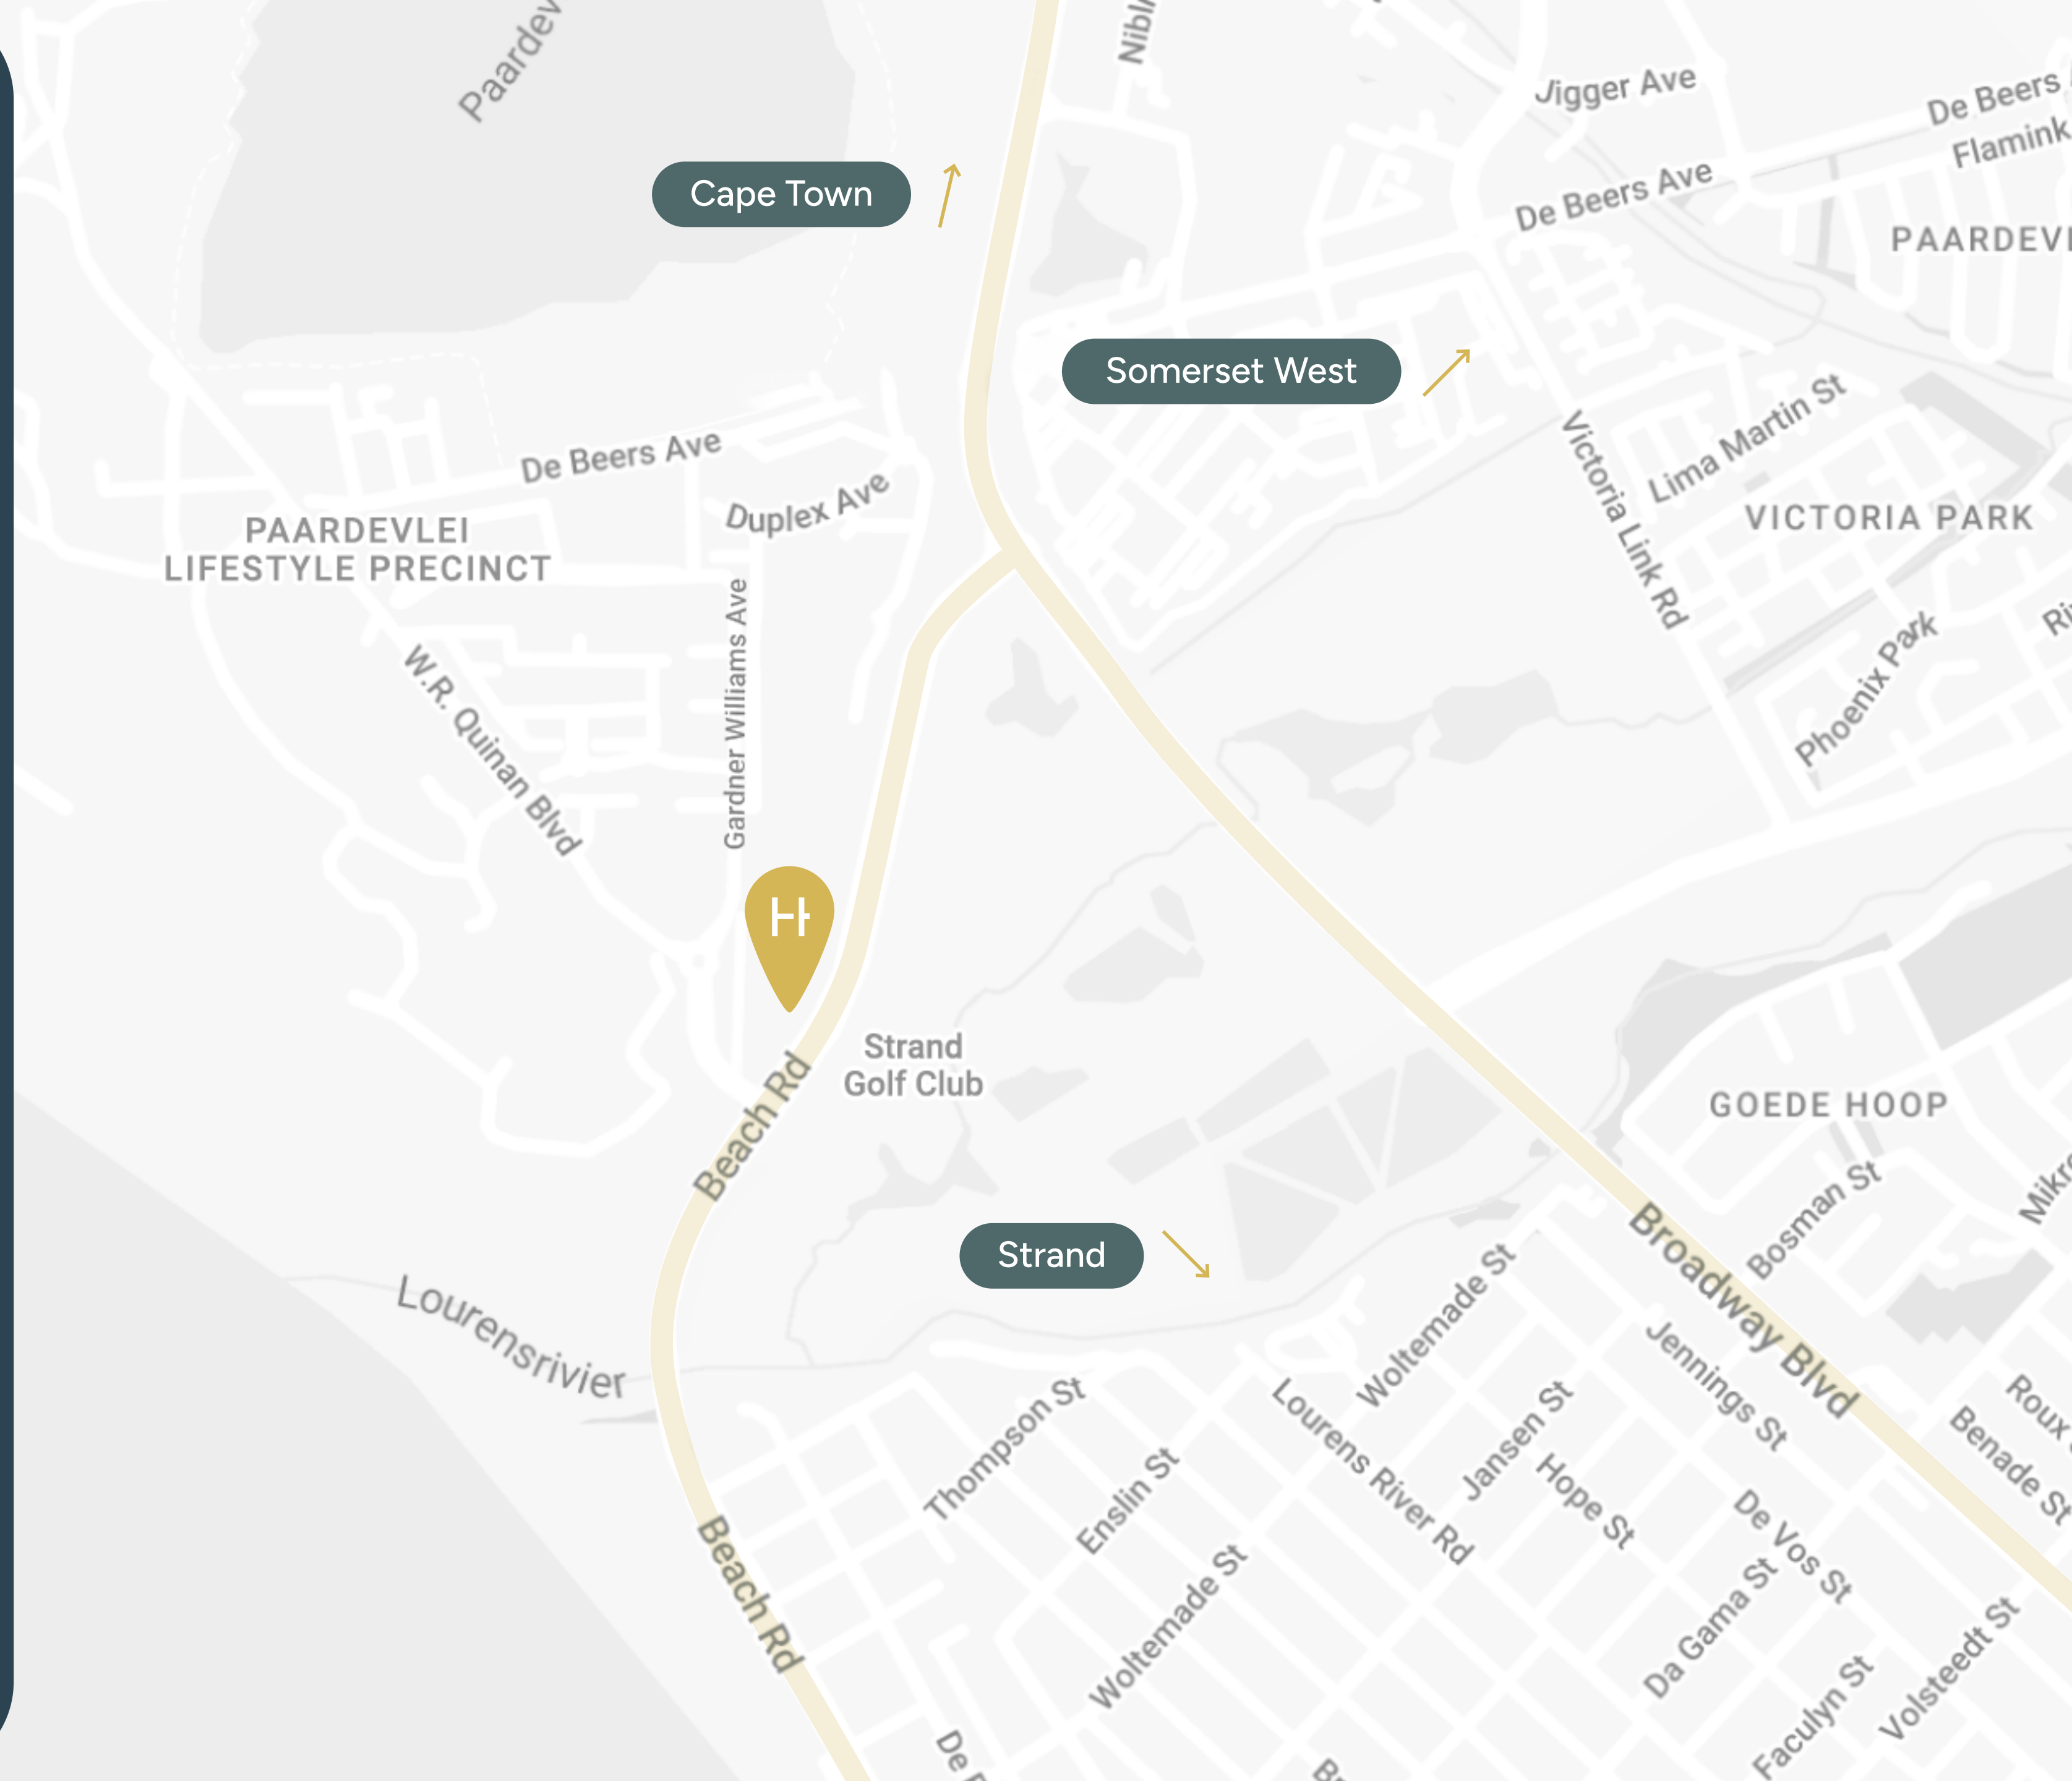 Paardev
Nibl
Jigger Ave
De Beers
Flamink
Cape Town
De Beers Ave
PAARDEVL
Somerset West
De Beers Ave
Duplex Ave
Victoria Link Rd
Lima Martin St
VICTORIA PARK
PAARDEVLEI
LIFESTYLE PRECINCT
Gardner Williams Ave
W.R. Quinan Blvd
Phoenix Park
H
Strand
Golf Club
Beach Rd
GOEDE HOOP
Bosman St
Strand
Broadway Blvd
Lourensrivier
Woltemade St
Jennings St
Thompson St
Enslin St
Lourens River Rd
Jansen St
Hope St
Roux
Benade St
De Vos St
Beach Rd
Woltemade St
Da Gama St
Faculyn St
Volsteedt St